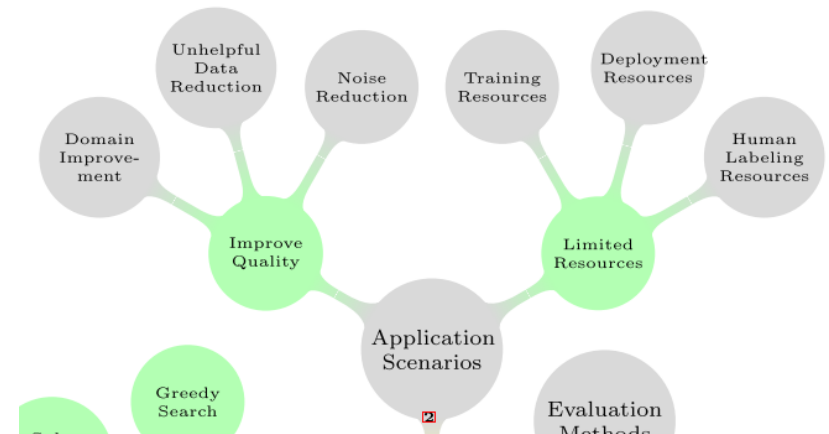 Unhelpful
Data
Reduction
Noise
Reduction
Training
Resources
Deployment
Resources
Domain
Improve-
ment
Human
Labeling
Resources
Improve
Quality
Limited
Resources
Application
Scenarios
2
Greedy
Search
Evaluation
Methods